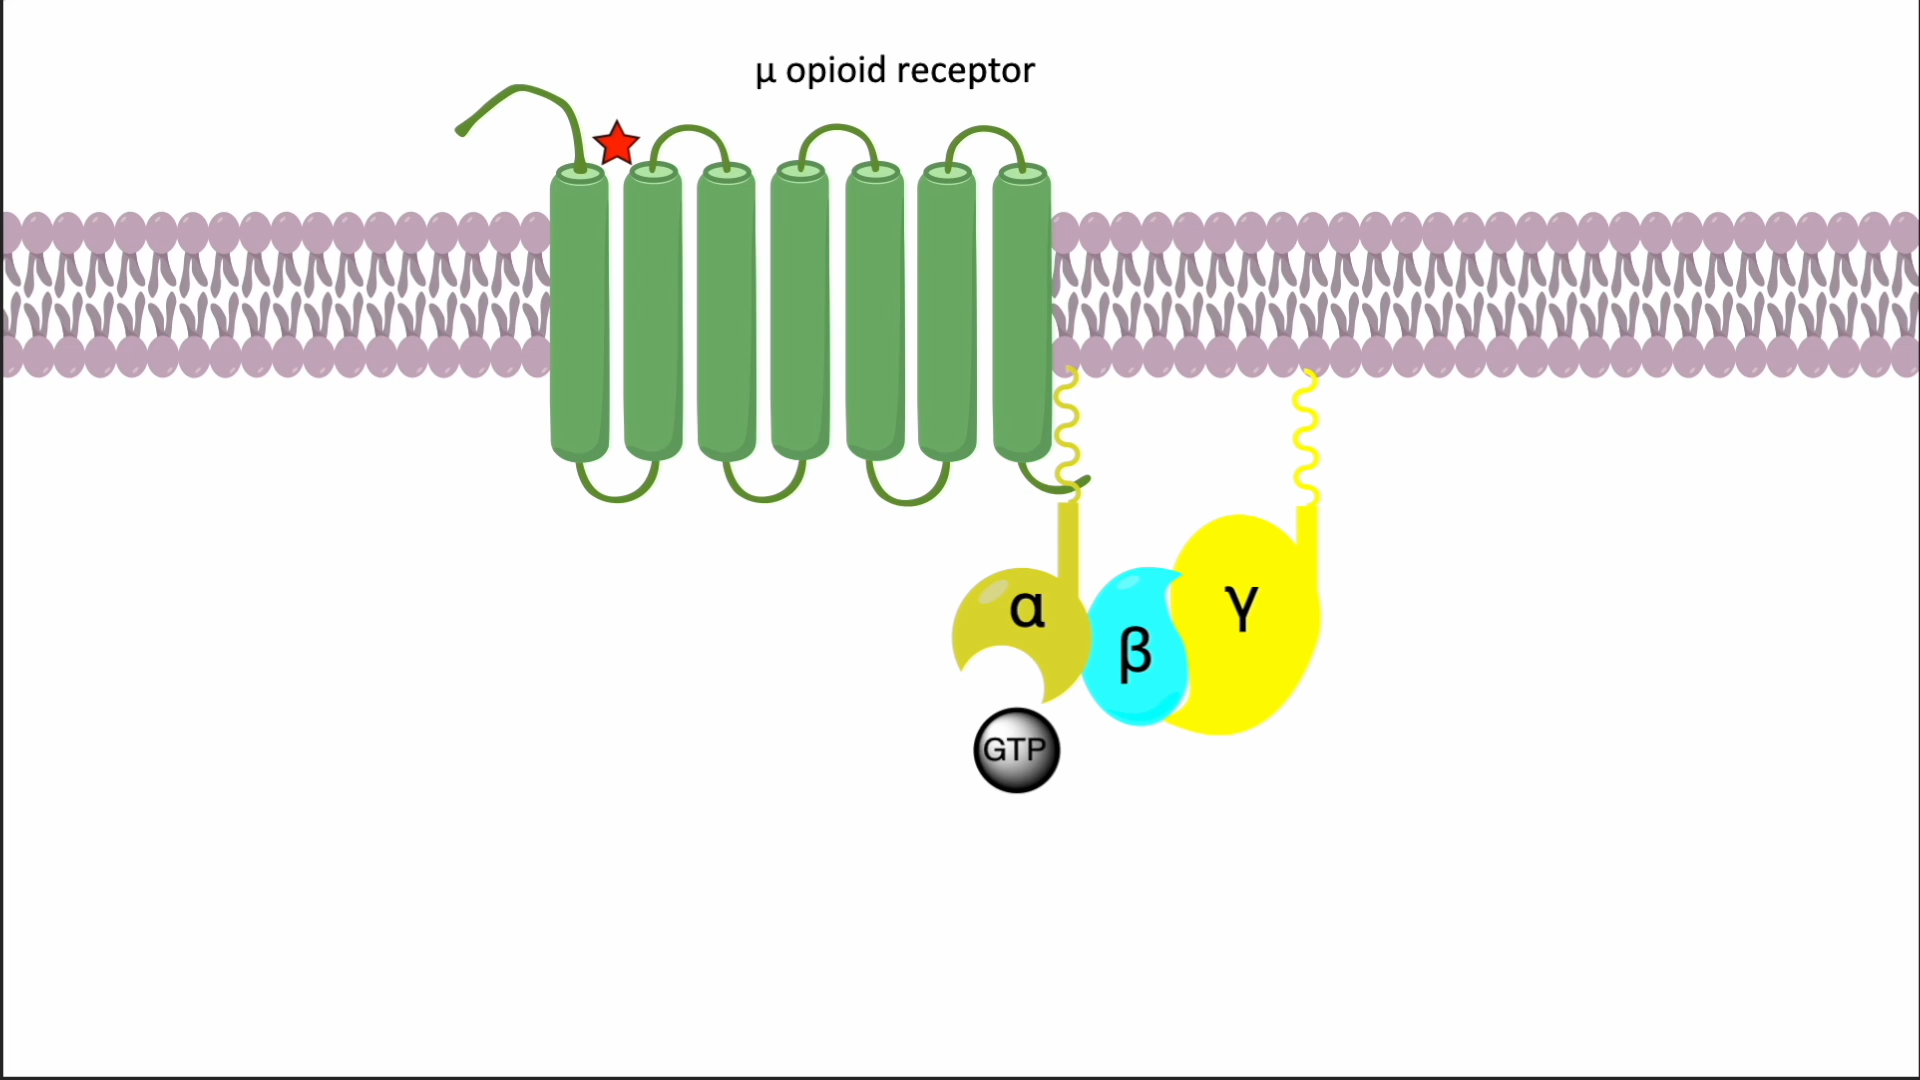 μ opioid receptor
α
β
γ
GTP